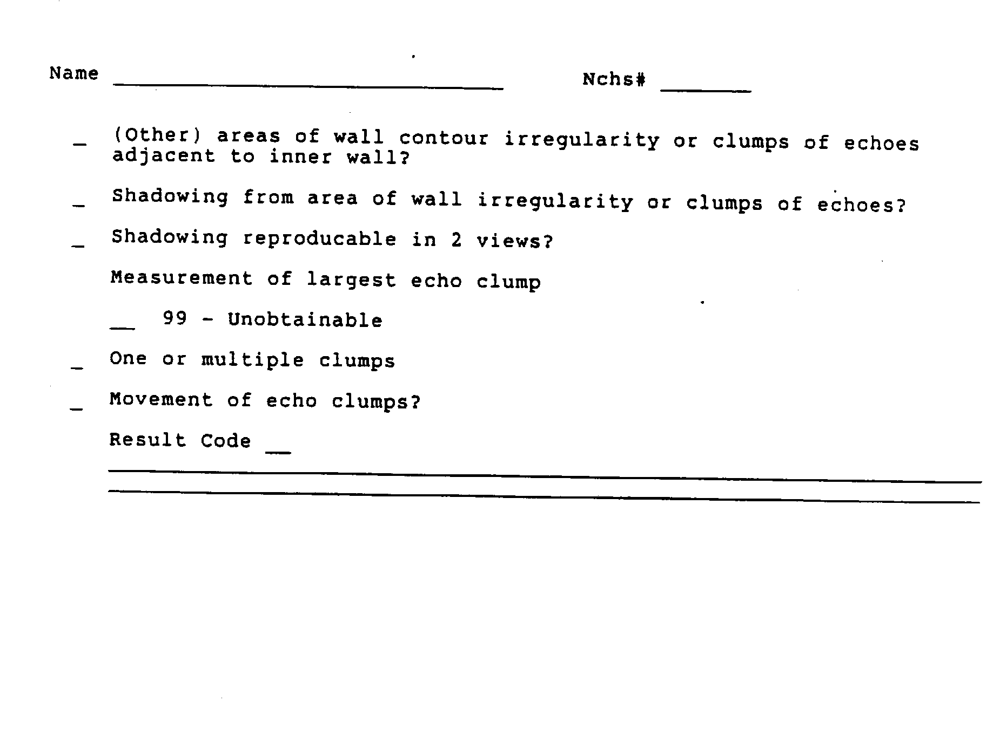 Name ____________________ Nchs# _______
_ (Other) areas of wall contour irregularity or clumps of echoes
adjacent to inner wall?
_ Shadowing from area of wall irregularity or clumps of echoes?
_ Shadowing reproducable in 2 views?
Measurement of largest echo clump
__ 99 - Unobtainable
_ One or multiple clumps
_ Movement of echo clumps?
Result Code __